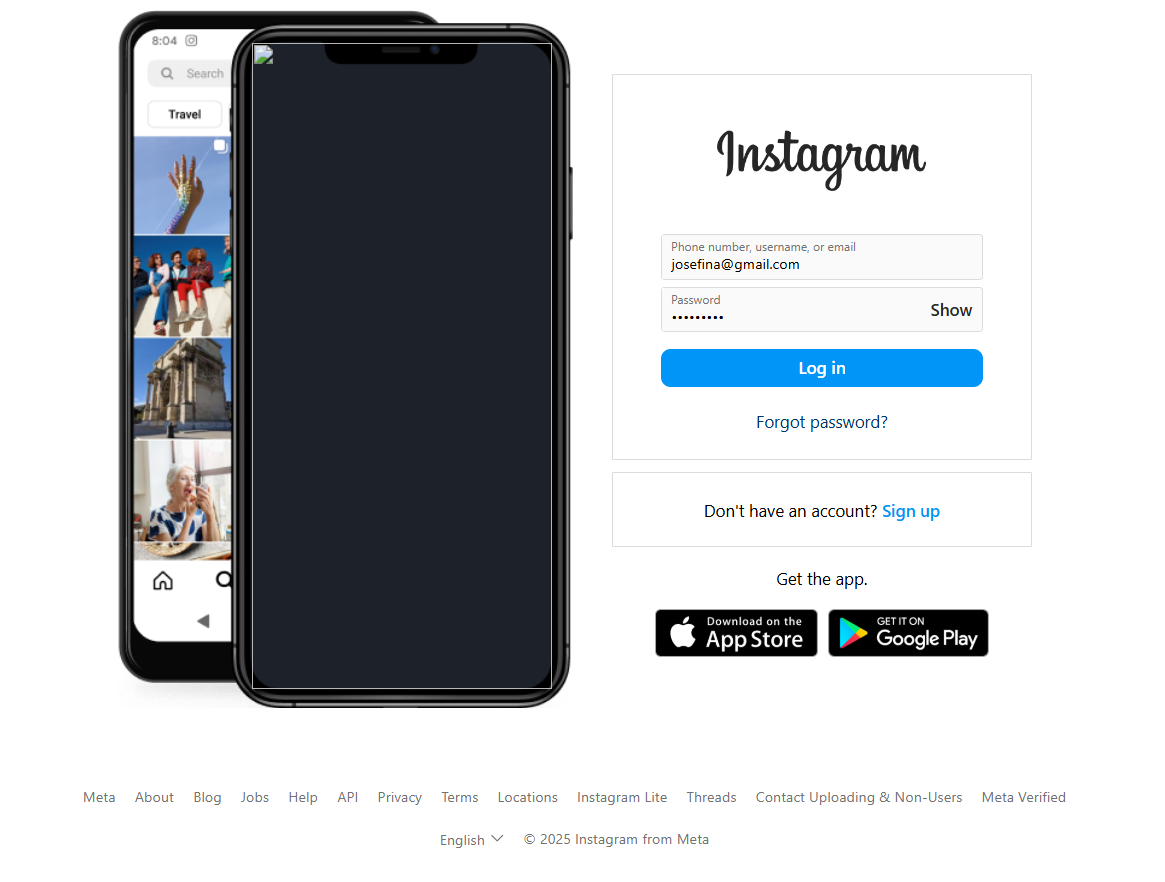 8:04
Search
Travel
Instagram
Phone number, username, or email
josefina@gmail.com
Password
•••••••••
Show
Log in
Forgot password?
Don't have an account? Sign up
Get the app.
Download on the
App Store
GET IT ON
Google Play
Meta About Blog Jobs Help API Privacy Terms Locations Instagram Lite Threads Contact Uploading & Non-Users Meta Verified
English © 2025 Instagram from Meta